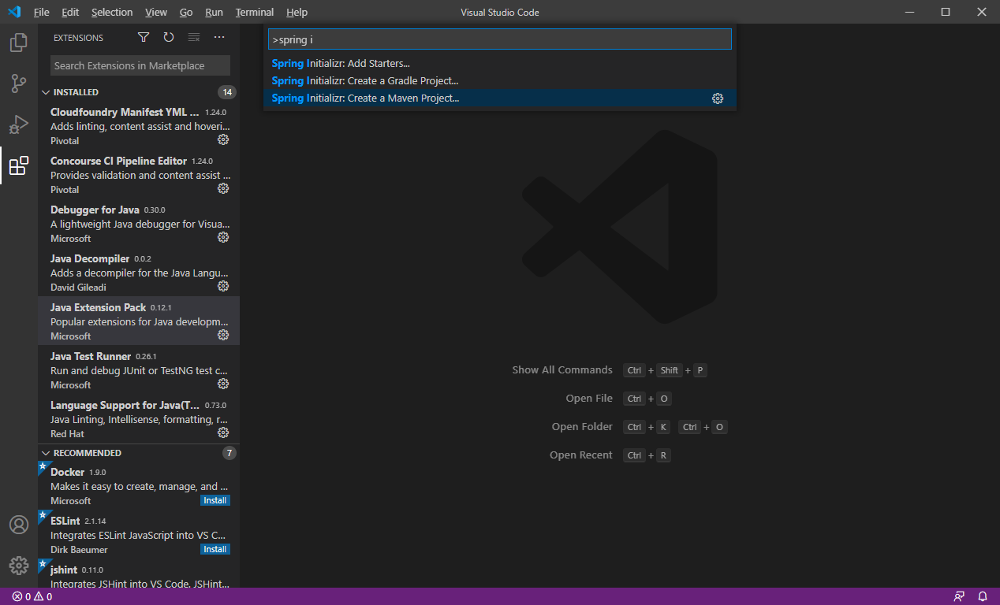 File Edit Selection View Go Run Terminal Help
Visual Studio Code
EXTENSIONS
Search Extensions in Marketplace
>spring i
Spring Initializr: Add Starters...
Spring Initializr: Create a Gradle Project...
Spring Initializr: Create a Maven Project...
INSTALLED 14
Cloudfoundry Manifest YML ... 1.24.0
Adds linting, content assist and hoveri...
Pivotal
Concourse CI Pipeline Editor 1.24.0
Provides validation and content assist ...
Pivotal
Debugger for Java 0.30.0
A lightweight Java debugger for Visua...
Microsoft
Java Decompiler 0.0.2
Adds a decompiler for the Java Langu...
David Gileadi
Java Extension Pack 0.12.1
Popular extensions for Java developm...
Microsoft
Java Test Runner 0.26.1
Run and debug JUnit or TestNG test c...
Microsoft
Language Support for Java(T... 0.73.0
Java Linting, Intellisense, formatting, r...
Red Hat
RECOMMENDED 7
Docker 1.9.0
Makes it easy to create, manage, and ...
Microsoft Install
ESLint 2.1.14
Integrates ESLint JavaScript into VS C...
Dirk Baeumer Install
jshint 0.11.0
Integrates JSHint into VS Code. JSHint...
Show All Commands Ctrl + Shift + P
Open File Ctrl + O
Open Folder Ctrl + K Ctrl + O
Open Recent Ctrl + R
0 0